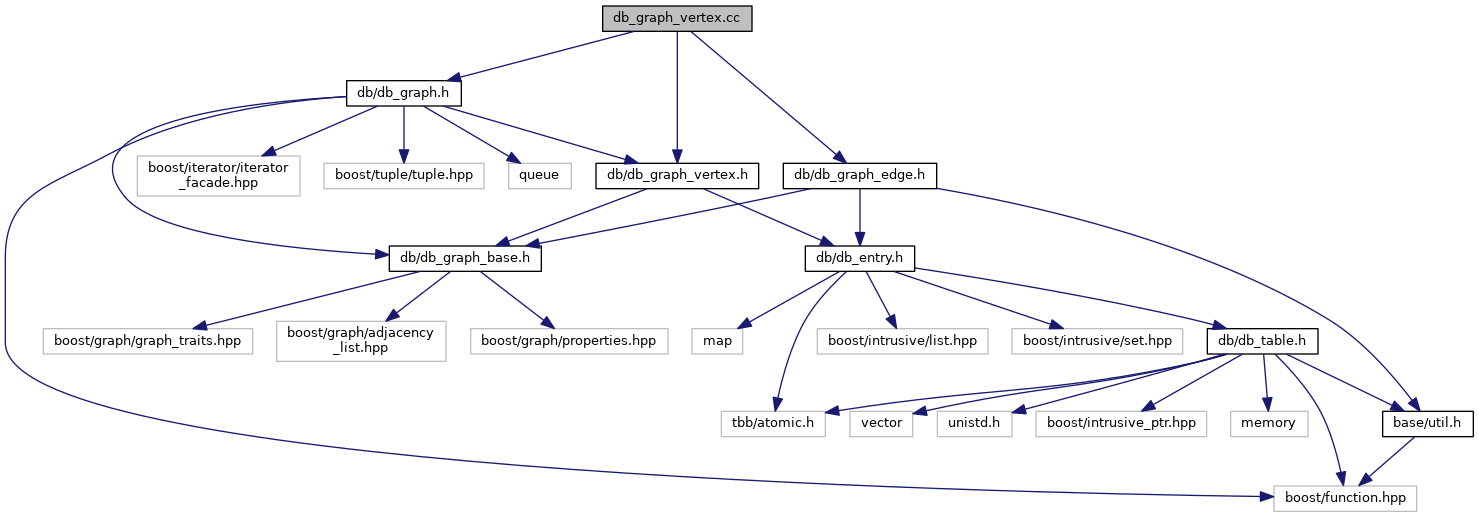 db_graph_vertex.cc
db/db_graph.h
boost/iterator/iterator
_facade.hpp
boost/tuple/tuple.hpp
queue
db/db_graph_vertex.h
db/db_graph_edge.h
db/db_graph_base.h
db/db_entry.h
boost/graph/graph_traits.hpp
boost/graph/adjacency
_list.hpp
boost/graph/properties.hpp
map
boost/intrusive/list.hpp
boost/intrusive/set.hpp
db/db_table.h
tbb/atomic.h
vector
unistd.h
boost/intrusive_ptr.hpp
memory
base/util.h
boost/function.hpp